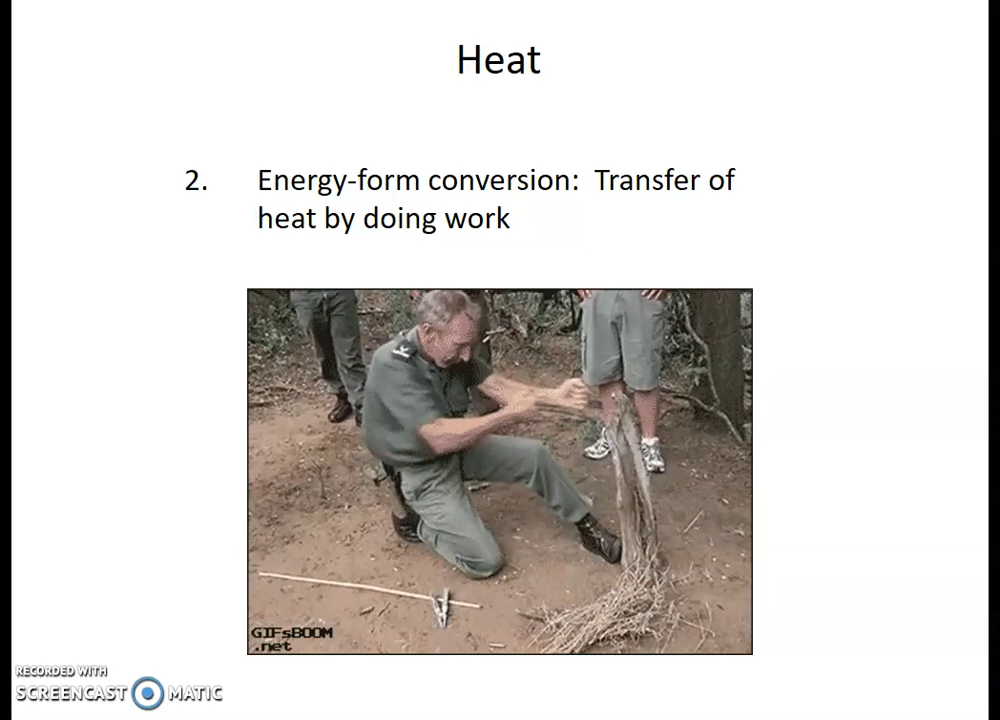 Heat
2. Energy-form conversion: Transfer of
heat by doing work
GIFsBOOM
.net
RECORDED WITH
SCREENCAST MATIC